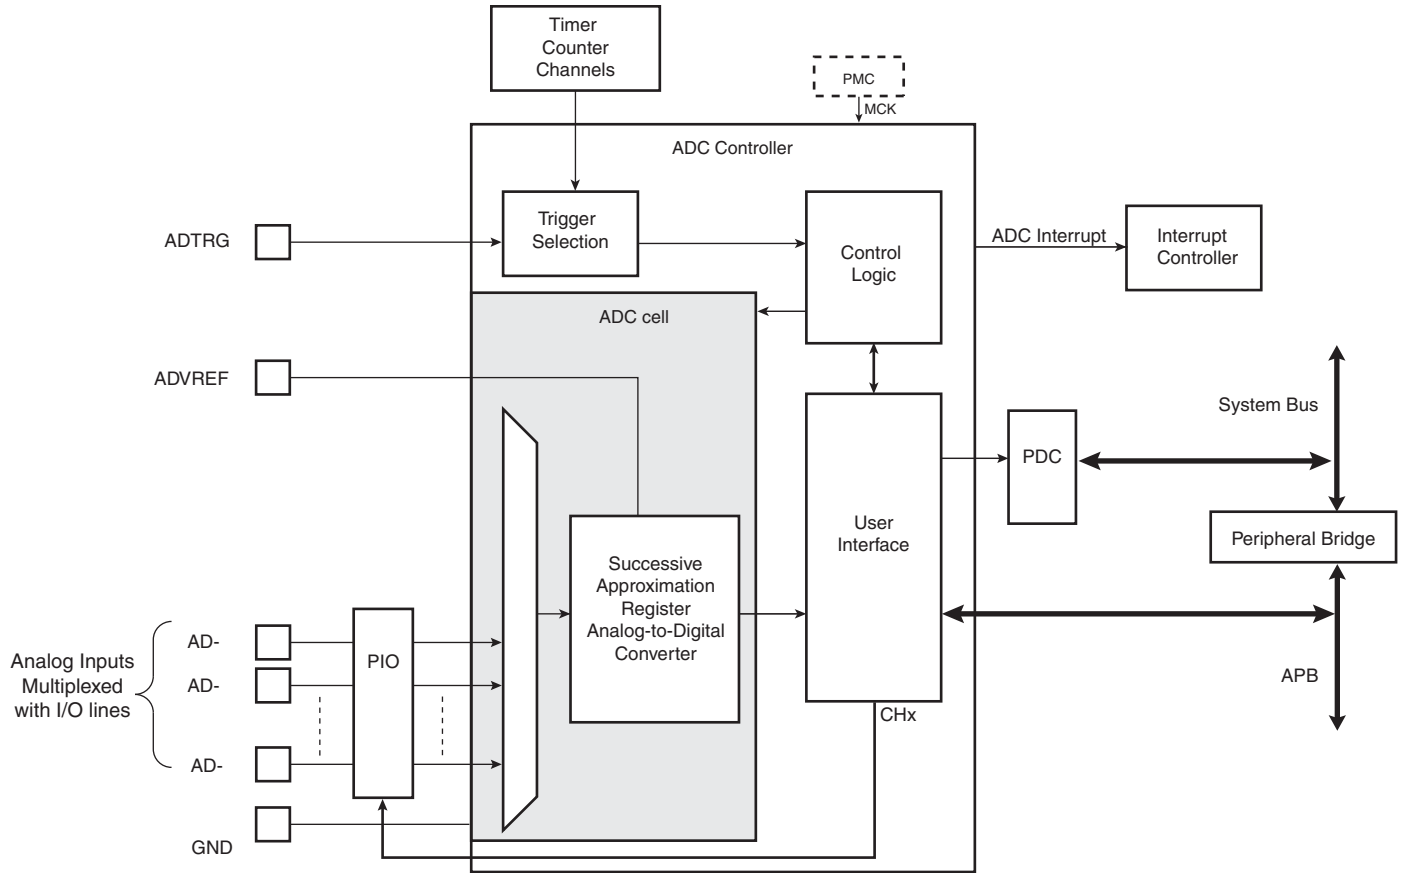 Timer
Counter
Channels
PMC
MCK
ADC Controller
ADTRG
Trigger
Selection
Control
Logic
ADC Interrupt
Interrupt
Controller
ADC cell
ADVREF
System Bus
PDC
User
Interface
Peripheral Bridge
Successive
Approximation
Register
Analog-to-Digital
Converter
Analog Inputs
Multiplexed
with I/O lines
AD-
AD-
AD-
PIO
APB
CHx
GND